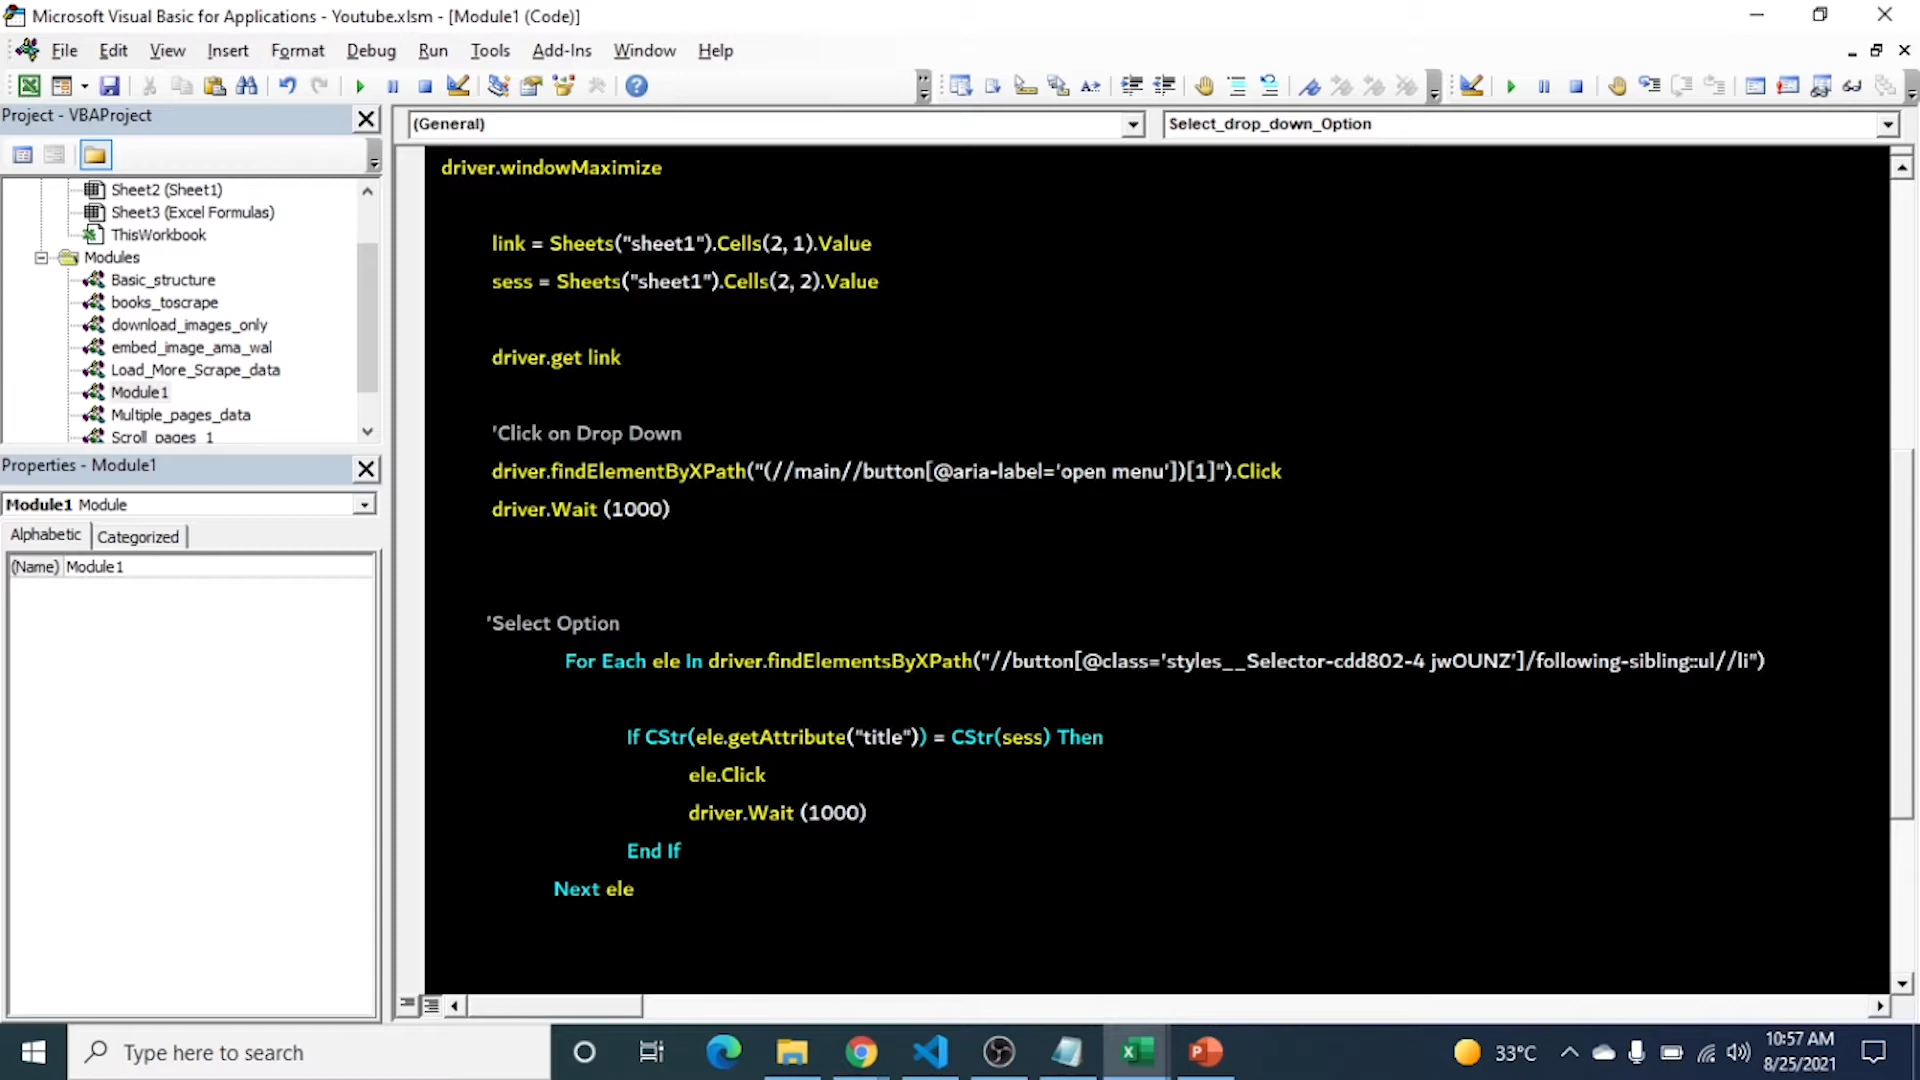 Microsoft Visual Basic for Applications - Youtube.xlsm - [Module1 (Code)]
File Edit View Insert Format Debug Run Tools Add-Ins Window Help
Project - VBAProject
(General)
Select_drop_down_Option
Sheet2 (Sheet1)
Sheet3 (Excel Formulas)
ThisWorkbook
Modules
Basic_structure
books_toscrape
download_images_only
embed_image_ama_wal
Load_More_Scrape_data
Module1
Multiple_pages_data
Scroll_pages_1
Properties - Module1
Module1 Module
Alphabetic Categorized
(Name) Module1
driver.windowMaximize
link = Sheets("sheet1").Cells(2, 1).Value
sess = Sheets("sheet1").Cells(2, 2).Value
driver.get link
'Click on Drop Down
driver.findElementByXPath("(//main//button[@aria-label='open menu'])[1]").Click
driver.Wait (1000)
'Select Option
For Each ele In driver.findElementsByXPath("//button[@class='styles__Selector-cdd802-4 jwOUNZ']/following-sibling::ul//li")
If CStr(ele.getAttribute("title")) = CStr(sess) Then
ele.Click
driver.Wait (1000)
End If
Next ele
Type here to search
33°C
10:57 AM
8/25/2021